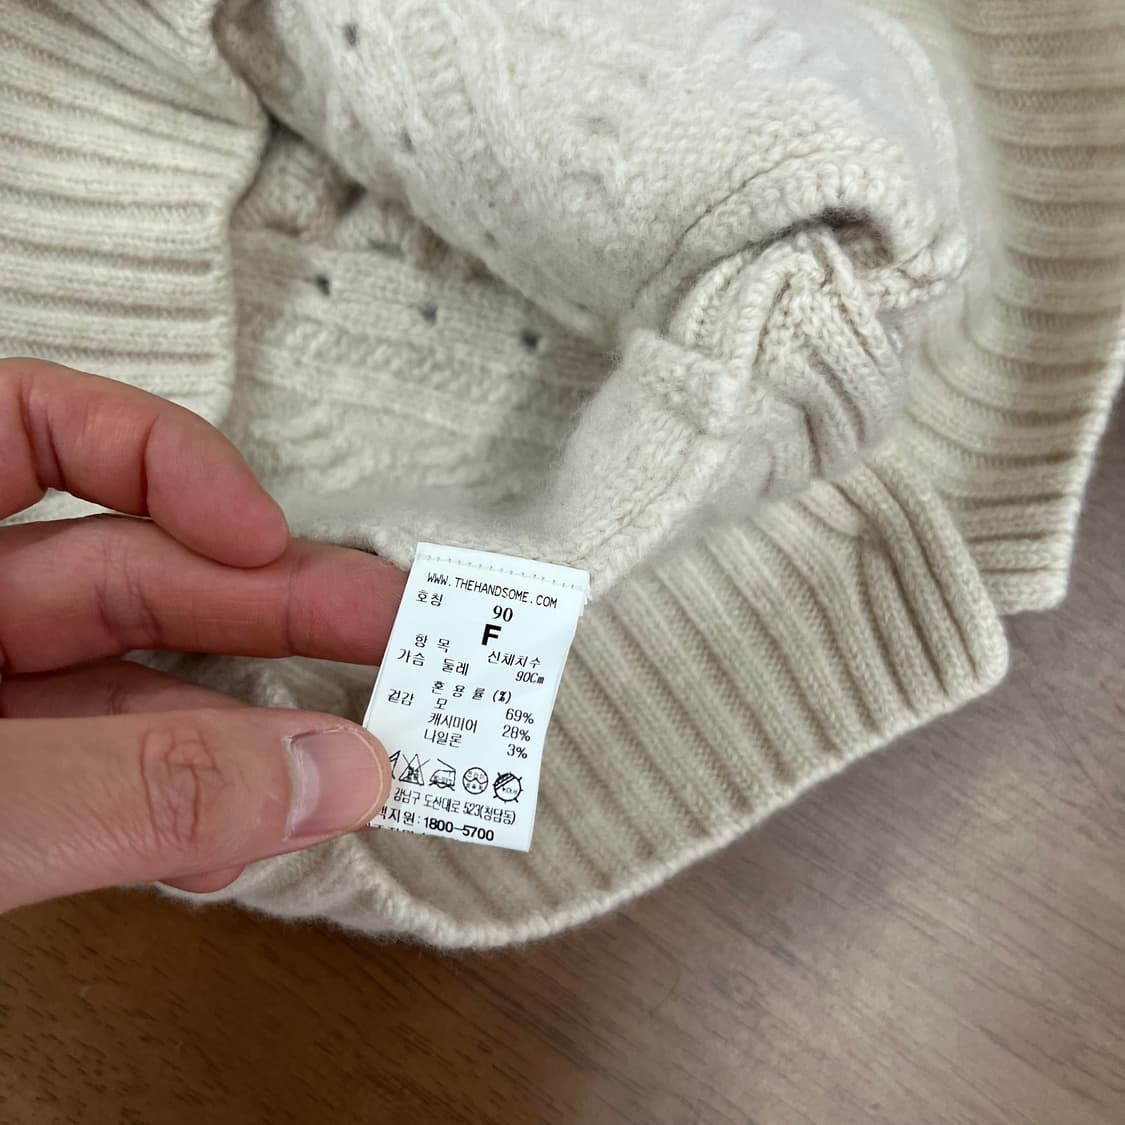 WWW.THEHANDSOME.COM
호칭 90
F
항 목 신체치수
가슴 둘레 90Cm
혼 용 률 (%)
겉감 모 69%
캐시미어 28%
나일론 3%
강남구 도산대로 523(청담동)
지원:1800-5700